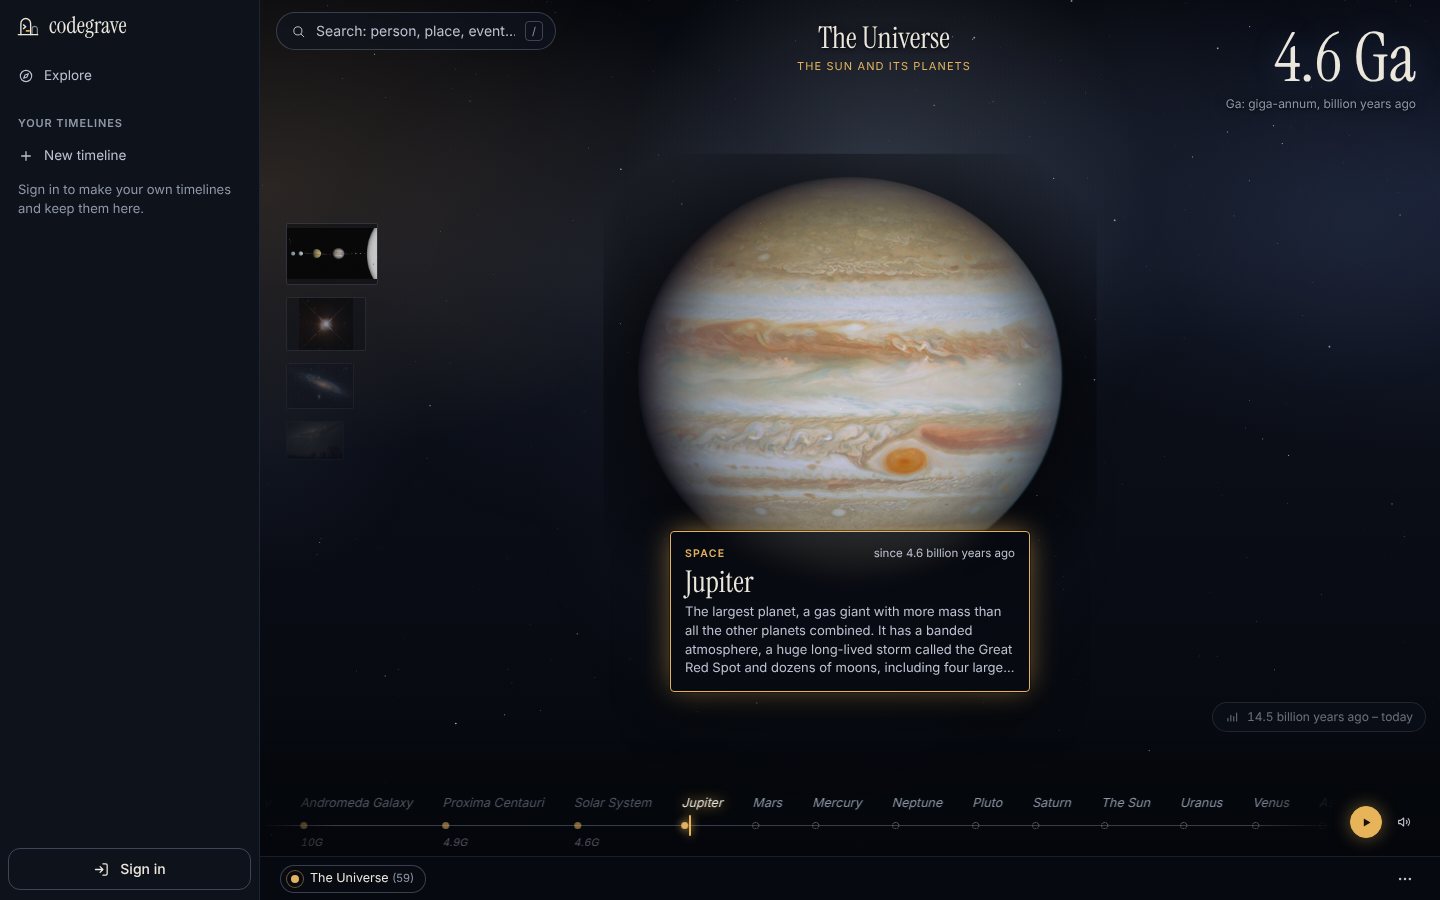 codegrave
Search: person, place, event... /
Explore
YOUR TIMELINES
New timeline
Sign in to make your own timelines
and keep them here.
The Universe
THE SUN AND ITS PLANETS
4.6 Ga
Ga: giga-annum, billion years ago
SPACE since 4.6 billion years ago
Jupiter
The largest planet, a gas giant with more mass than
all the other planets combined. It has a banded
atmosphere, a huge long-lived storm called the Great
Red Spot and dozens of moons, including four large...
14.5 billion years ago – today
Andromeda Galaxy Proxima Centauri Solar System Jupiter Mars Mercury Neptune Pluto Saturn The Sun Uranus Venus
10G 4.9G 4.6G
Sign in
The Universe (59)